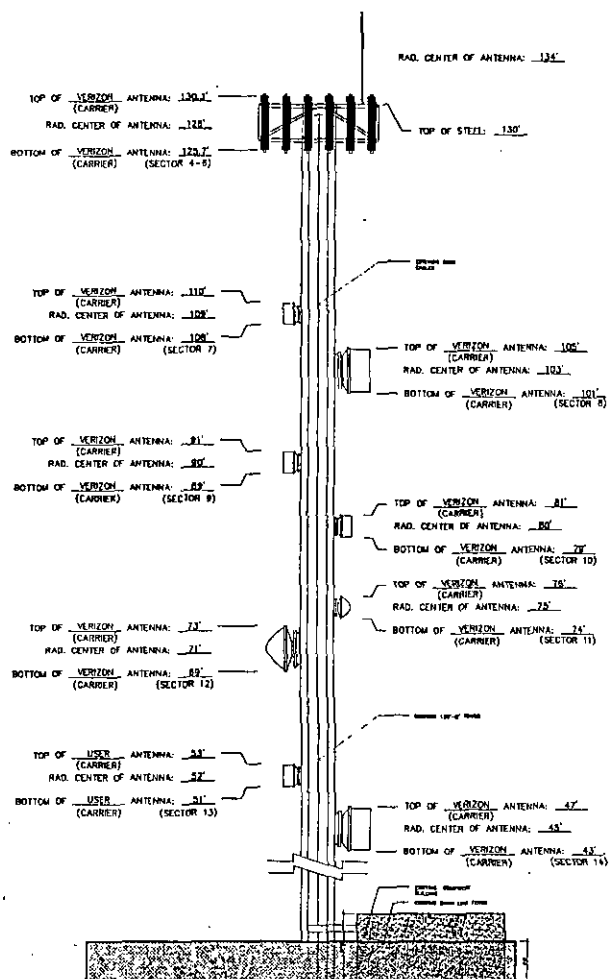 RAD. CENTER OF ANTENNA: 134'
TOP OF VERIZON ANTENNA: 130.3'
(CARRIER)
RAD. CENTER OF ANTENNA: 128'
TOP OF STEEL: 130'
BOTTOM OF VERIZON ANTENNA: 125.7'
(CARRIER) (SECTOR 4-6)
TOP OF VERIZON ANTENNA: 110'
(CARRIER)
RAD. CENTER OF ANTENNA: 109'
BOTTOM OF VERIZON ANTENNA: 108'
(CARRIER) (SECTOR 7)
TOP OF VERIZON ANTENNA: 105'
(CARRIER)
RAD. CENTER OF ANTENNA: 103'
BOTTOM OF VERIZON ANTENNA: 101'
(CARRIER) (SECTOR 8)
TOP OF VERIZON ANTENNA: 91'
(CARRIER)
RAD. CENTER OF ANTENNA: 90'
BOTTOM OF VERIZON ANTENNA: 89'
(CARRIER) (SECTOR 9)
TOP OF VERIZON ANTENNA: 81'
(CARRIER)
RAD. CENTER OF ANTENNA: 80'
BOTTOM OF VERIZON ANTENNA: 79'
(CARRIER) (SECTOR 10)
TOP OF VERIZON ANTENNA: 76'
(CARRIER)
RAD. CENTER OF ANTENNA: 75'
BOTTOM OF VERIZON ANTENNA: 74'
(CARRIER) (SECTOR 11)
TOP OF VERIZON ANTENNA: 73'
(CARRIER)
RAD. CENTER OF ANTENNA: 71'
BOTTOM OF VERIZON ANTENNA: 69'
(CARRIER) (SECTOR 12)
TOP OF USER ANTENNA: 53'
(CARRIER)
RAD. CENTER OF ANTENNA: 52'
BOTTOM OF USER ANTENNA: 51'
(CARRIER) (SECTOR 13)
TOP OF VERIZON ANTENNA: 47'
(CARRIER)
RAD. CENTER OF ANTENNA: 45'
BOTTOM OF VERIZON ANTENNA: 43'
(CARRIER) (SECTOR 14)